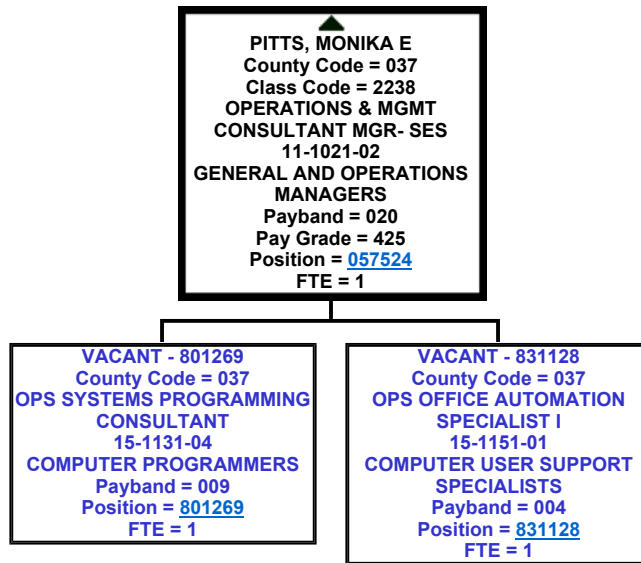 PITTS, MONIKA E
County Code = 037
Class Code = 2238
OPERATIONS & MGMT
CONSULTANT MGR- SES
11-1021-02
GENERAL AND OPERATIONS
MANAGERS
Payband = 020
Pay Grade = 425
Position = 057524
FTE = 1
VACANT - 801269
County Code = 037
OPS SYSTEMS PROGRAMMING
CONSULTANT
15-1131-04
COMPUTER PROGRAMMERS
Payband = 009
Position = 801269
FTE = 1
VACANT - 831128
County Code = 037
OPS OFFICE AUTOMATION
SPECIALIST I
15-1151-01
COMPUTER USER SUPPORT
SPECIALISTS
Payband = 004
Position = 831128
FTE = 1